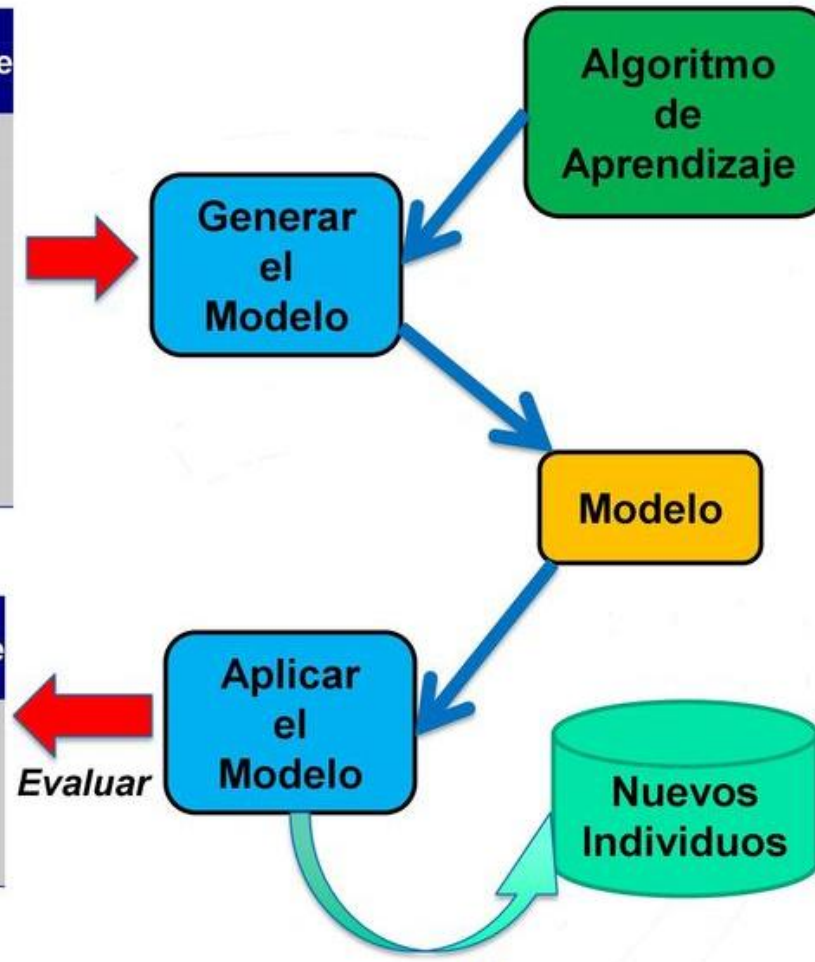 Algoritmo
de
Aprendizaje
Generar
el
Modelo
Modelo
Aplicar
el
Modelo
Evaluar
Nuevos
Individuos